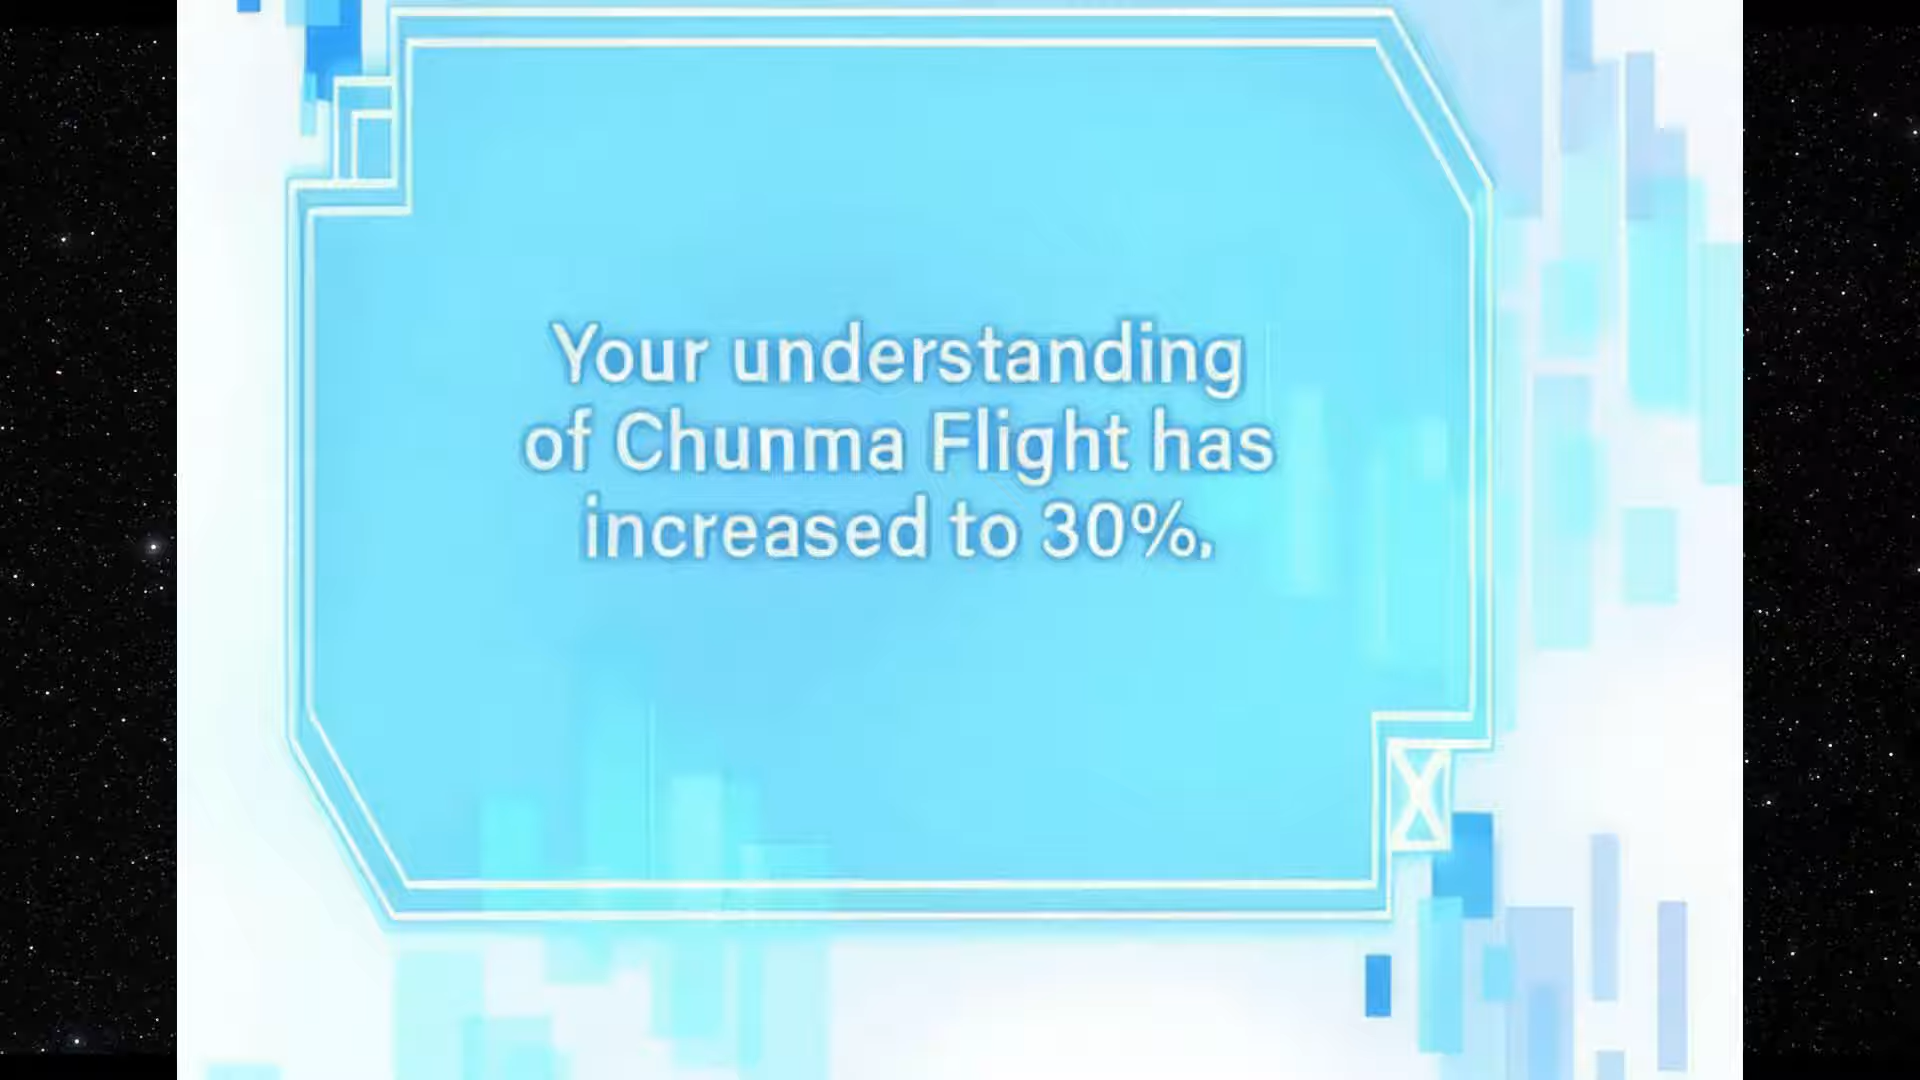 Your understanding
of Chunma Flight has
increased to 30%.